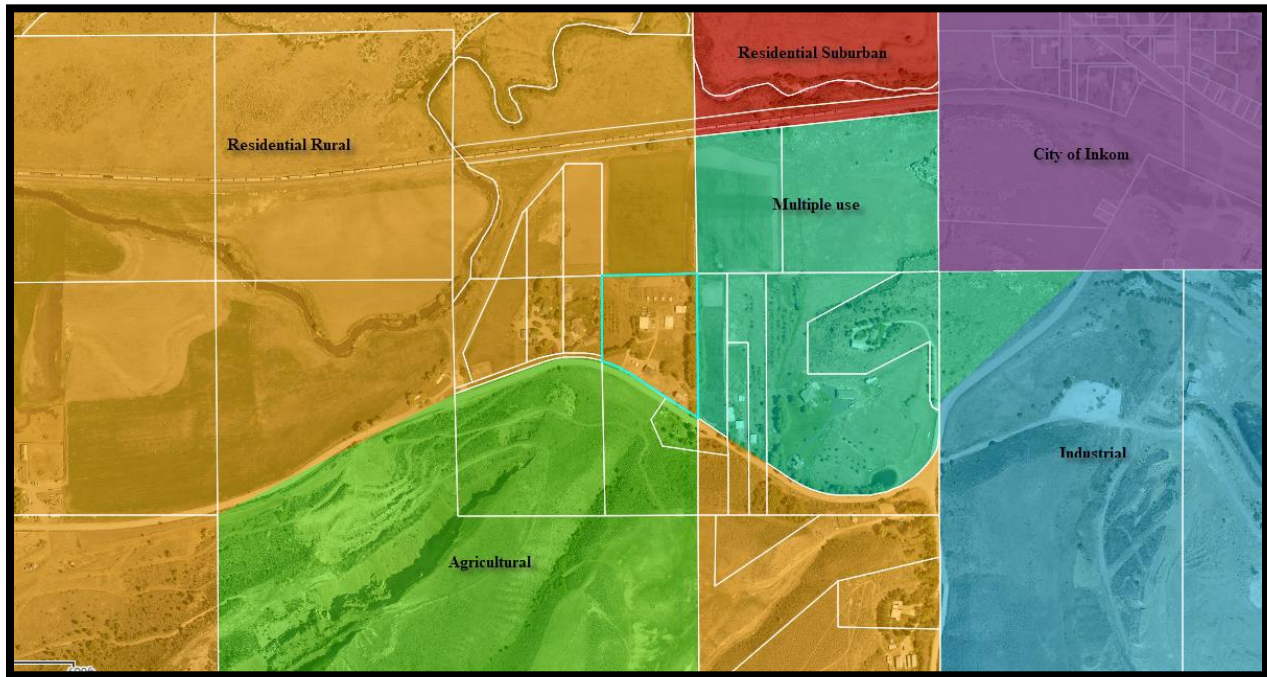 Residential Suburban
Residential Rural
City of Inkom
Multiple use
Industrial
Agricultural